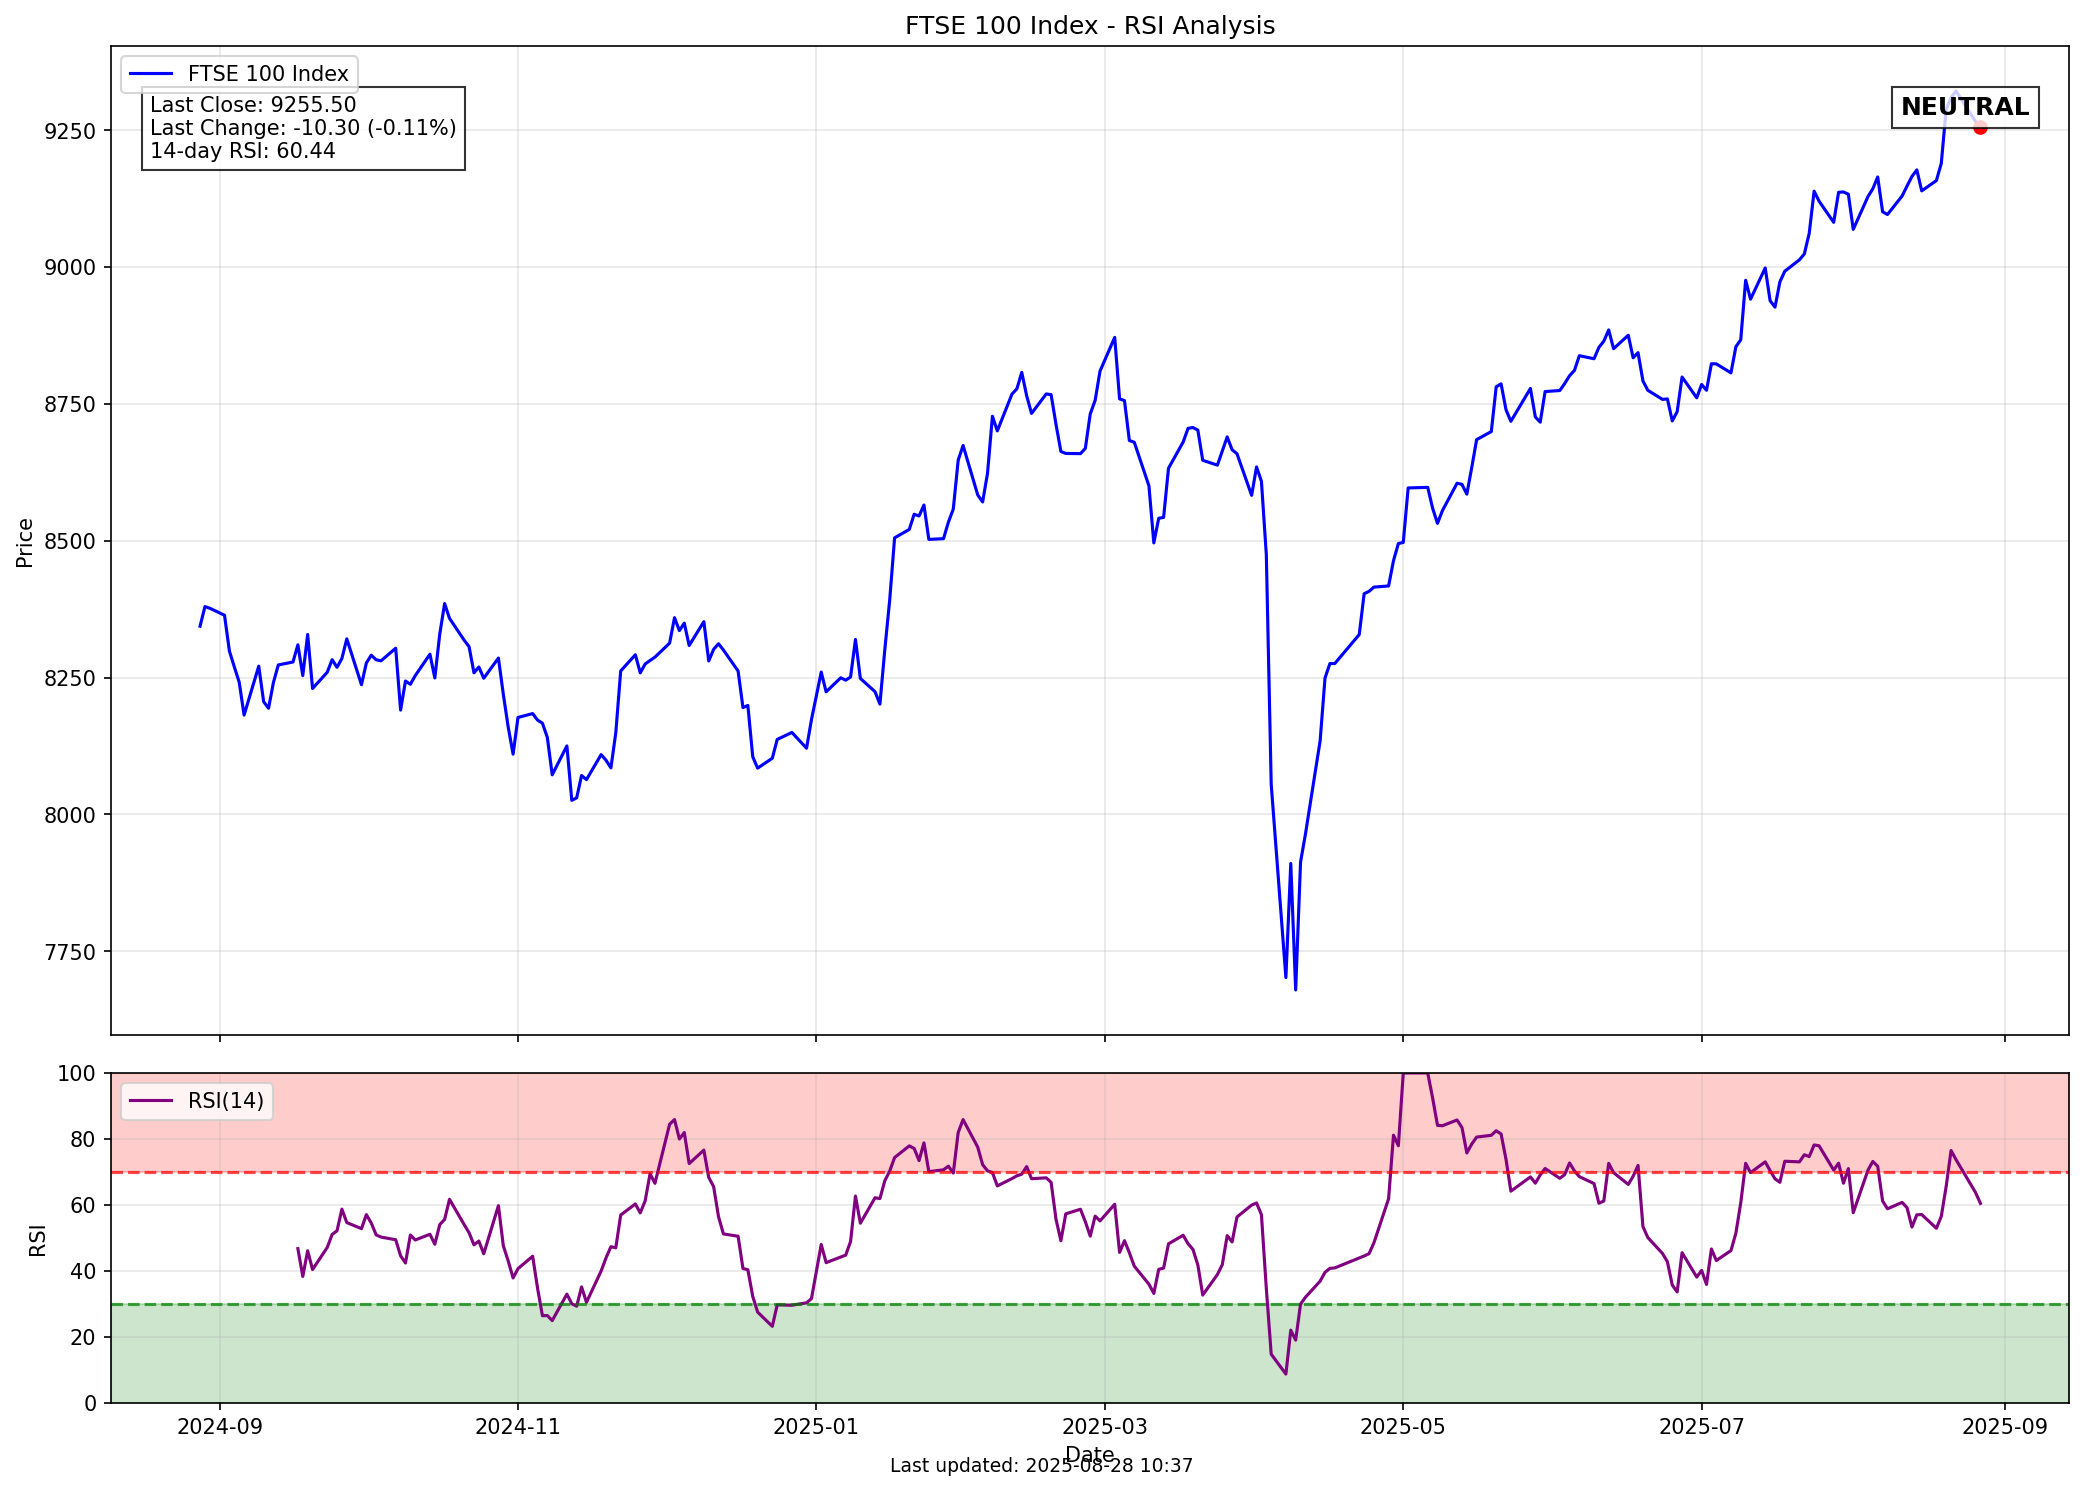 FTSE 100 Index - RSI Analysis
FTSE 100 Index
Last Close: 9255.50
Last Change: -10.30 (-0.11%)
14-day RSI: 60.44
NEUTRAL
9250
9000
8750
8500
8250
8000
7750
Price
RSI(14)
100
80
60
40
20
0
RSI
2024-09
2024-11
2025-01
2025-03
2025-05
2025-07
2025-09
Date
Last updated: 2025-08-28 10:37